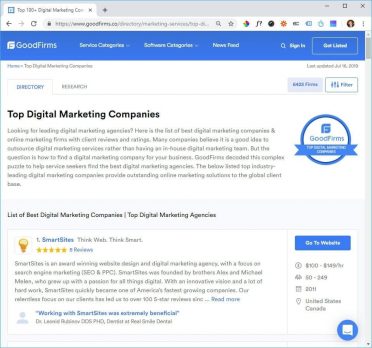 Top 100+ Digital Marketing Com
https://www.goodfirms.co/directory/marketing-services/top-di...
GoodFirms
Service Categories
Software Categories
News Feed
Sign In
Get Listed
Home » Top Digital Marketing Companies
Last updated Jul 16, 2019
DIRECTORY
RESEARCH
6428 Firms
Filter
Top Digital Marketing Companies
Looking for leading digital marketing agencies? Here is the list of best digital marketing companies &
online marketing firms with client reviews and ratings. Many companies believe it is a good idea to
outsource digital marketing services rather than having an in-house digital marketing team. But the
question is how to find a digital marketing company for your business. GoodFirms decoded this complex
puzzle to help service seekers find the best digital marketing agencies. The below listed top industry-
leading digital marketing companies provide outstanding online marketing solutions to the global client
base.
GoodFirms
TOP DIGITAL MARKETING
COMPANIES
List of Best Digital Marketing Companies | Top Digital Marketing Agencies
1. SmartSites Think Web. Think Smart.
8 Reviews
SmartSites is an award winning website design and digital marketing agency, with a focus on
search engine marketing (SEO & PPC). SmartSites was founded by brothers Alex and Michael
Melen, who grew up with a passion for all things digital. With an innovative vision and a lot
of hard work, SmartSites quickly became one of America's fastest growing companies. Our
relentless focus on our clients has led us to over 100 5-star reviews sinc ... Read more
"Working with SmartSites was extremely beneficial"
Dr. Leonid Rubinov DDS PHD, Dentist at Real Smile Dental
Go To Website
$100 - $149/hr
50 - 249
2011
United States
Canada